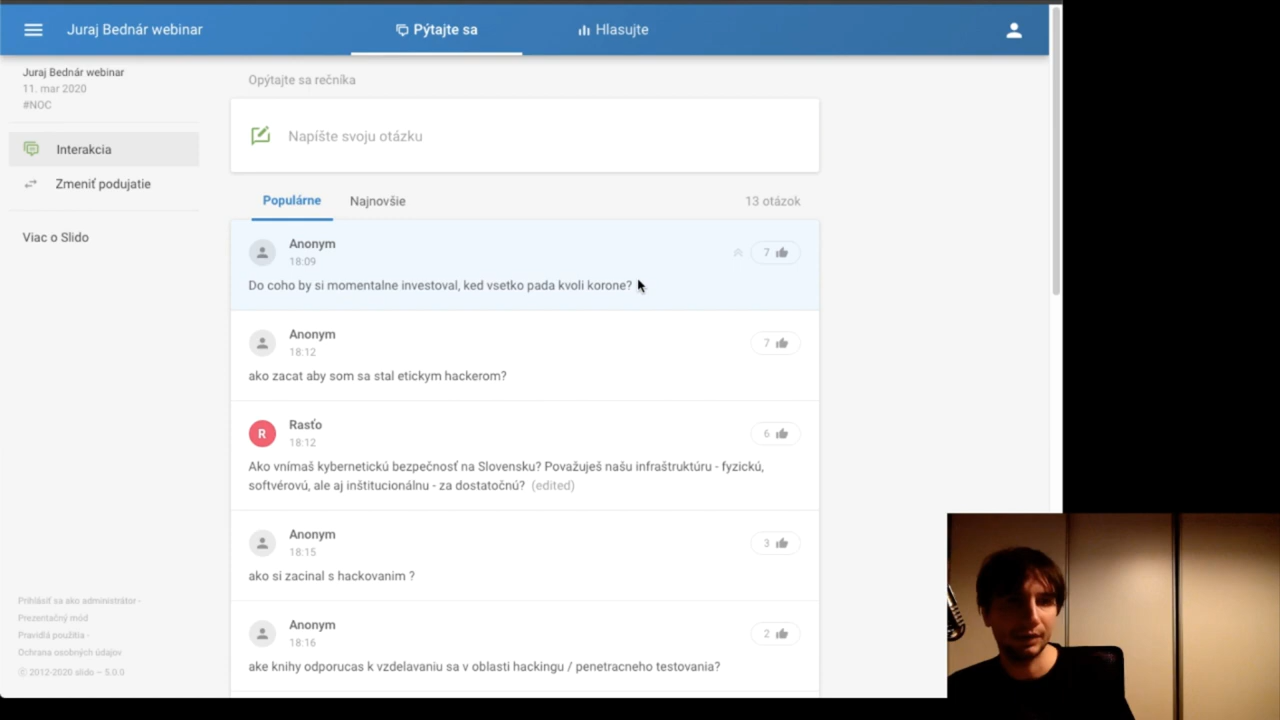 Juraj Bednár webinar
Pýtajte sa
Hlasujte
Juraj Bednár webinar
11. mar 2020
#NOC
Interakcia
Zmeniť podujatie
Viac o Slido
Opýtajte sa rečníka
Napíšte svoju otázku
Populárne
Najnovšie
13 otázok
Anonym
18:09
7
Do coho by si momentalne investoval, ked vsetko pada kvoli korone?
Anonym
18:12
7
ako zacat aby som sa stal etickym hackerom?
R
Rasťo
18:12
6
Ako vnímaš kybernetickú bezpečnosť na Slovensku? Považuješ našu infraštruktúru - fyzickú,
softvérovú, ale aj inštitucionálnu - za dostatočnú? (edited)
Anonym
18:15
3
ako si zacinal s hackovanim ?
Anonym
18:16
2
ake knihy odporucas k vzdelavaniu sa v oblasti hackingu / penetracneho testovania?
Prihlásiť sa ako administrátor -
Prezentačný mód
Pravidlá použitia -
Ochrana osobných údajov
© 2012-2020 slido – 5.0.0